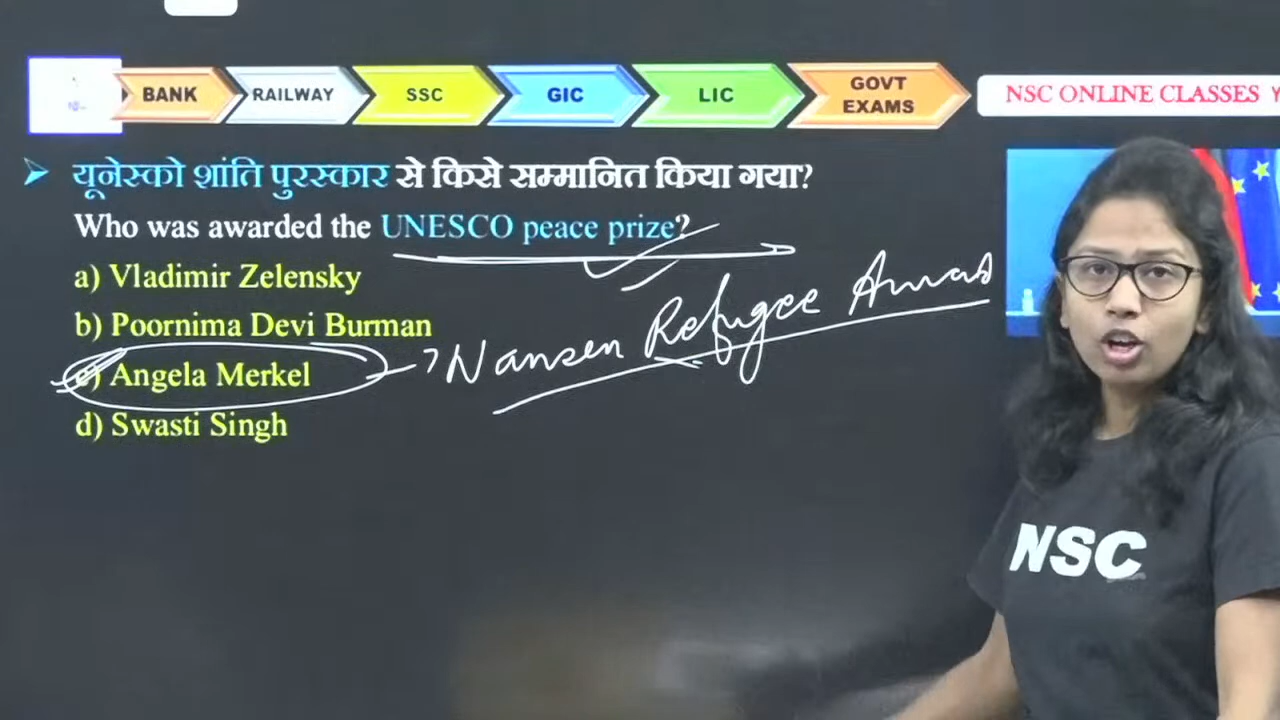 BANK
RAILWAY
SSC
GIC
LIC
GOVT
EXAMS
NSC ONLINE CLASSES Y
यूनेस्को शांति पुरस्कार से किसे सम्मानित किया गया?
Who was awarded the UNESCO peace prize?
a) Vladimir Zelensky
b) Poornima Devi Burman
c) Angela Merkel
Nansen Refugee Award
d) Swasti Singh
NSC